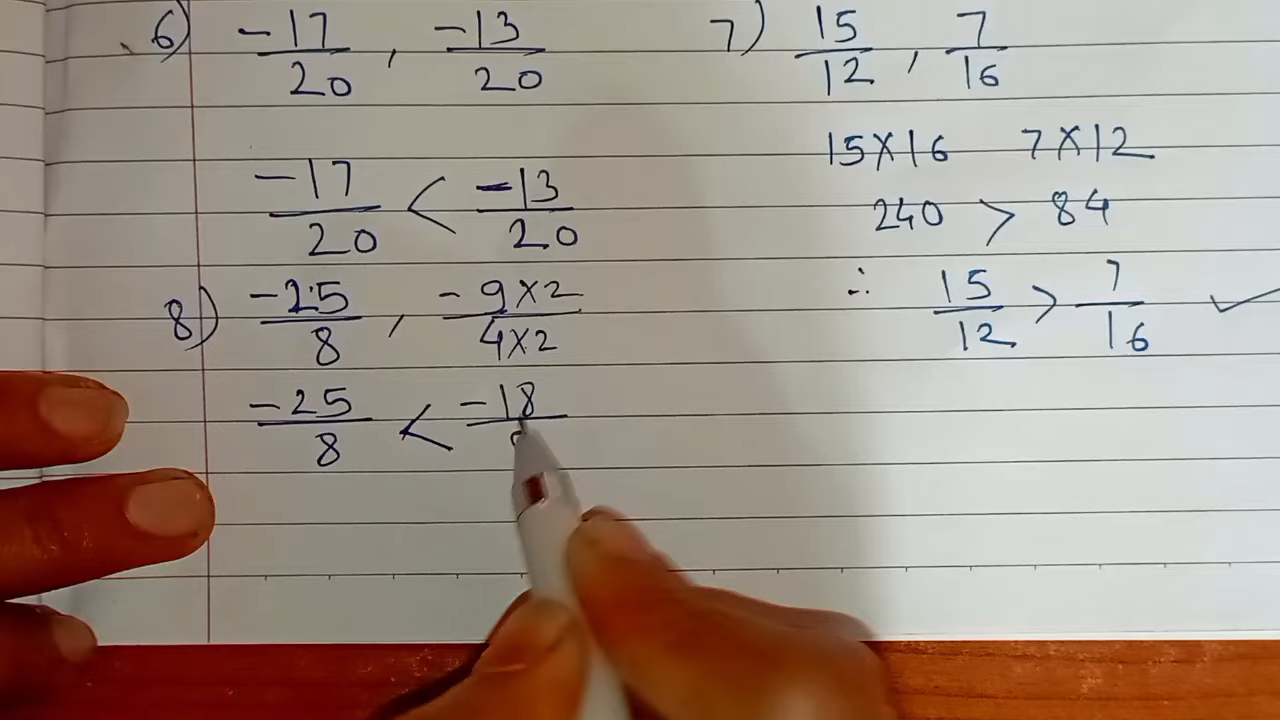 6) -17/20 , -13/20
-17/20 < -13/20
7) 15/12 , 7/16
15×16 7×12
240 > 84
∴ 15/12 > 7/16 ✓
8) -25/8 , -9×2/4×2
-25/8 < -18/